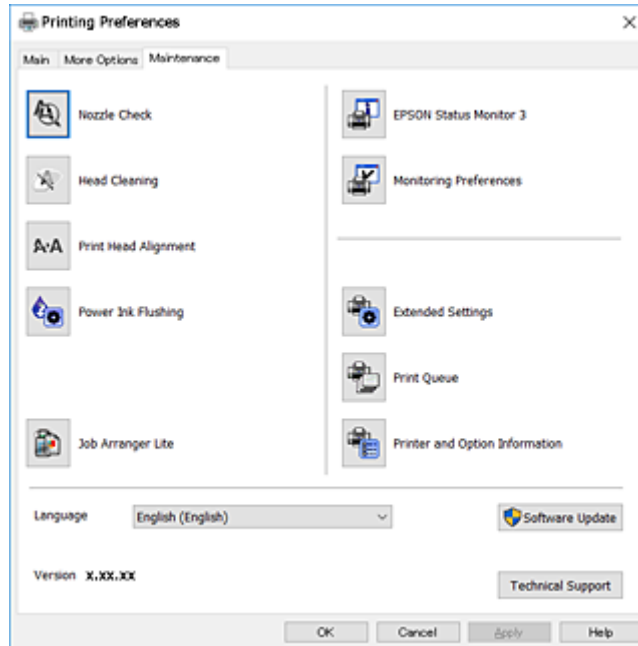 Printing Preferences
Main More Options Maintenance
Nozzle Check
EPSON Status Monitor 3
Head Cleaning
Monitoring Preferences
A·A Print Head Alignment
Power Ink Flushing
Extended Settings
Print Queue
Job Arranger Lite
Printer and Option Information
Language English (English)
Software Update
Version X.XX.XX
Technical Support
OK Cancel Apply Help